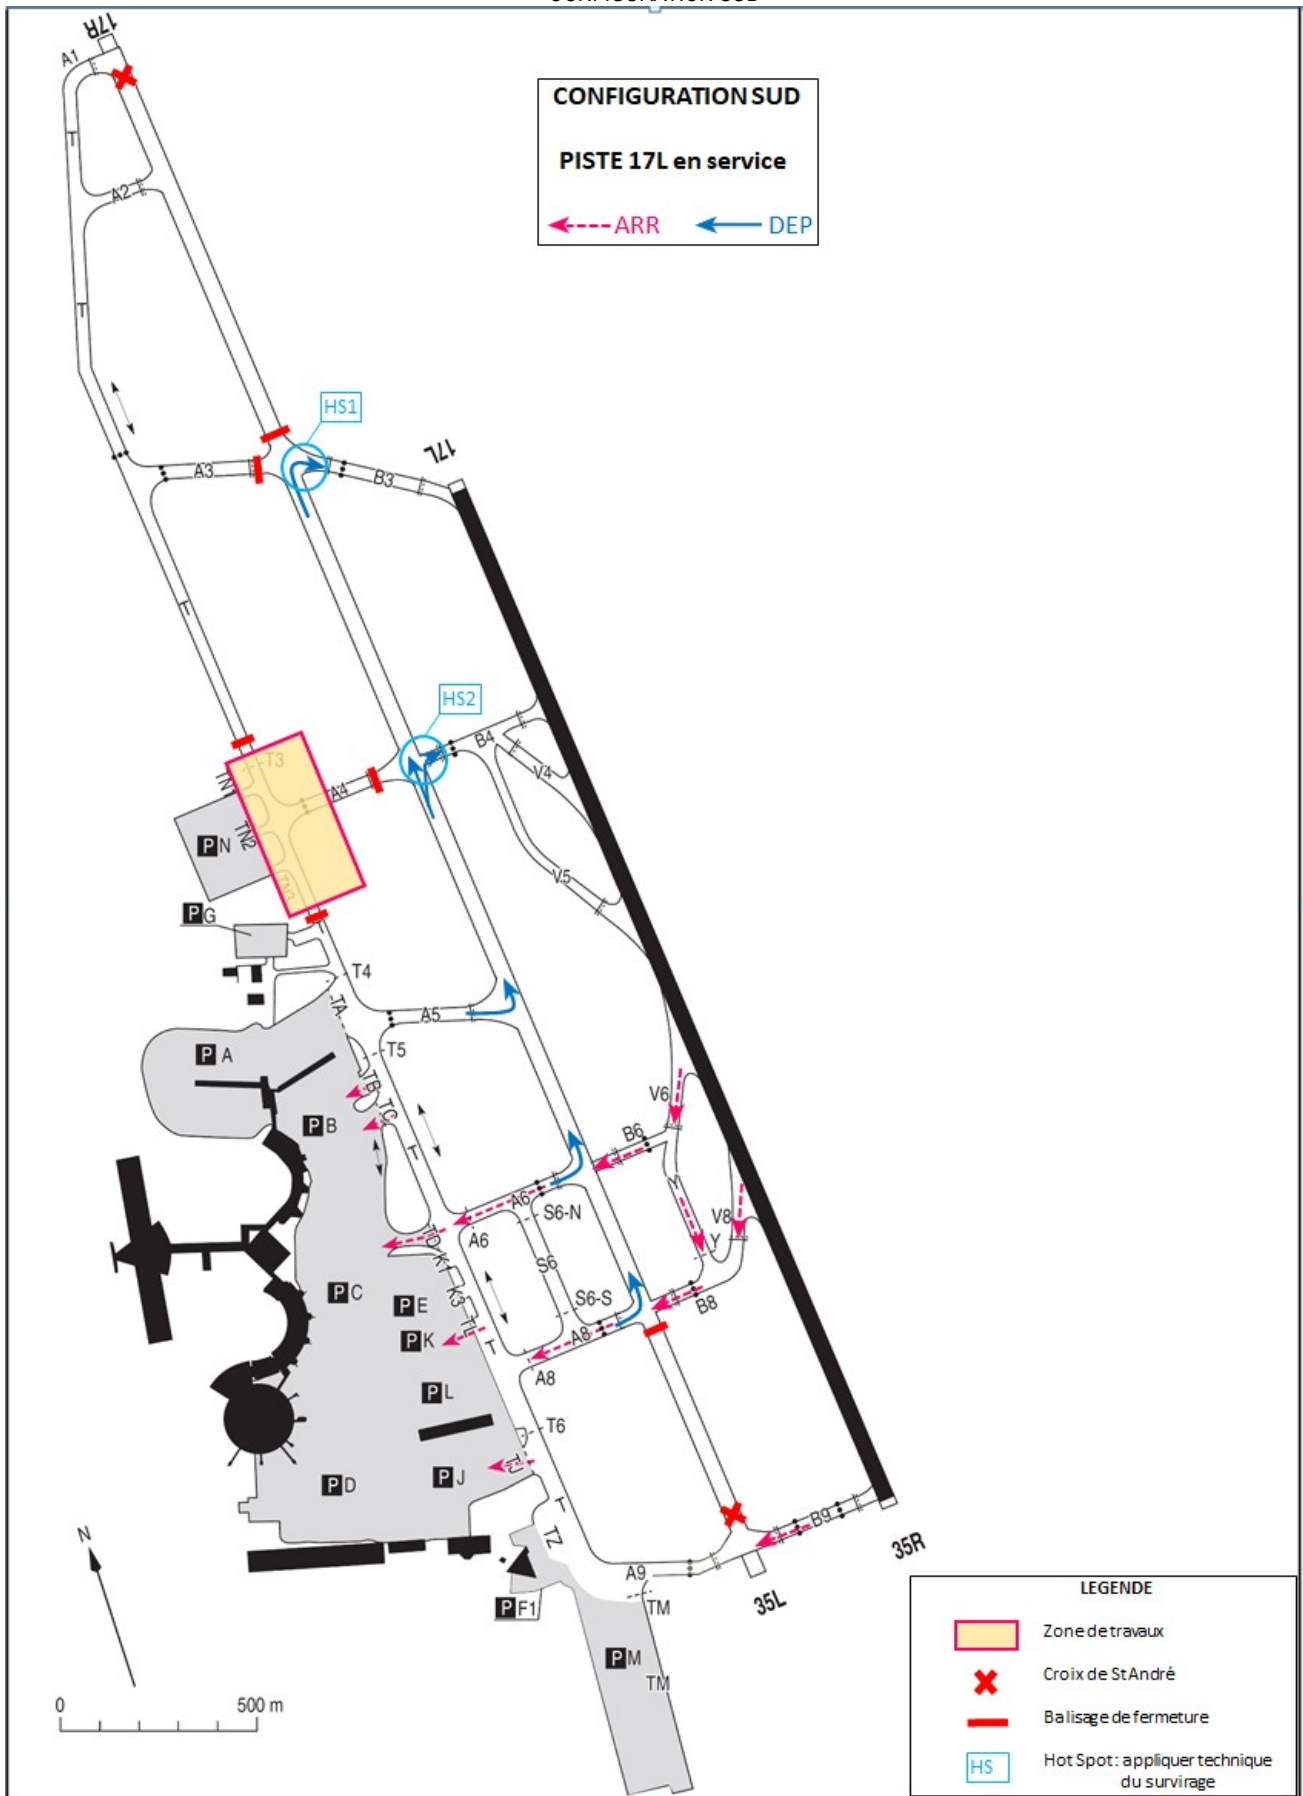 17R
A1
CONFIGURATION SUD
PISTE 17L en service
ARR
DEP
T
A2
T
HS1
17L
A3
B3
T
HS2
T3
B4
TN1
A4
V4
TN2
P N
V5
TN3
P G
T
T4
TA
A5
P A
T5
TB
V6
TC
P B
B6
T
Y
A6
S6-N
V8
A6
TD
Y
K1
S6
P C
K3
S6-S
P E
B8
TL
A8
P K
T
A8
P L
T6
P J
TJ
P D
T
B9
TZ
N
35R
A9
35L
P F1
TM
P M
TM
0
500 m
LEGENDE
Zone de travaux
Croix de St André
Balisage de fermeture
HS
Hot Spot : appliquer technique
du survirage